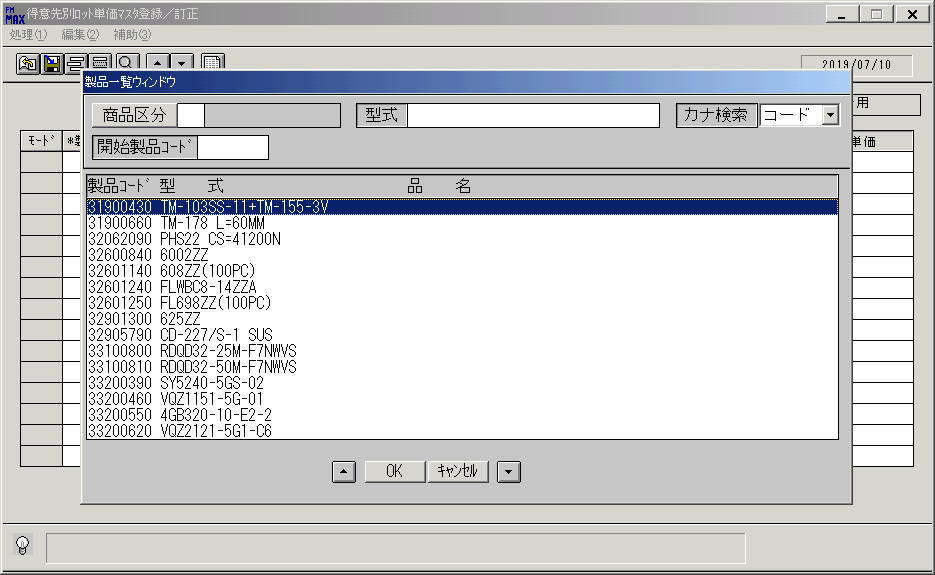 FM MAX 得意先別ﾛｯﾄ単価ﾏｽﾀ登録／訂正
処理(1) 編集(2) 補助(3)
2019/07/10
製品一覧ｳｨﾝﾄﾞｳ
商品区分 型式 カナ検索 コード
用
開始製品ｺｰﾄﾞ
ﾓｰﾄﾞ *製 単価
製品ｺｰﾄﾞ 型 式 品 名
31900430 TM-103SS-11+TM-155-3V
31900660 TM-178 L=60MM
32062090 PHS22 CS=41200N
32600840 6002ZZ
32601140 608ZZ(100PC)
32601240 FLWBC8-14ZZA
32601250 FL698ZZ(100PC)
32901300 625ZZ
32905790 CD-227/S-1 SUS
33100800 RDQD32-25M-F7NWVS
33100810 RDQD32-50M-F7NWVS
33200390 SY5240-5GS-02
33200460 VQZ1151-5G-01
33200550 4GB320-10-E2-2
33200620 VQZ2121-5G1-C6
OK ｷｬﾝｾﾙ